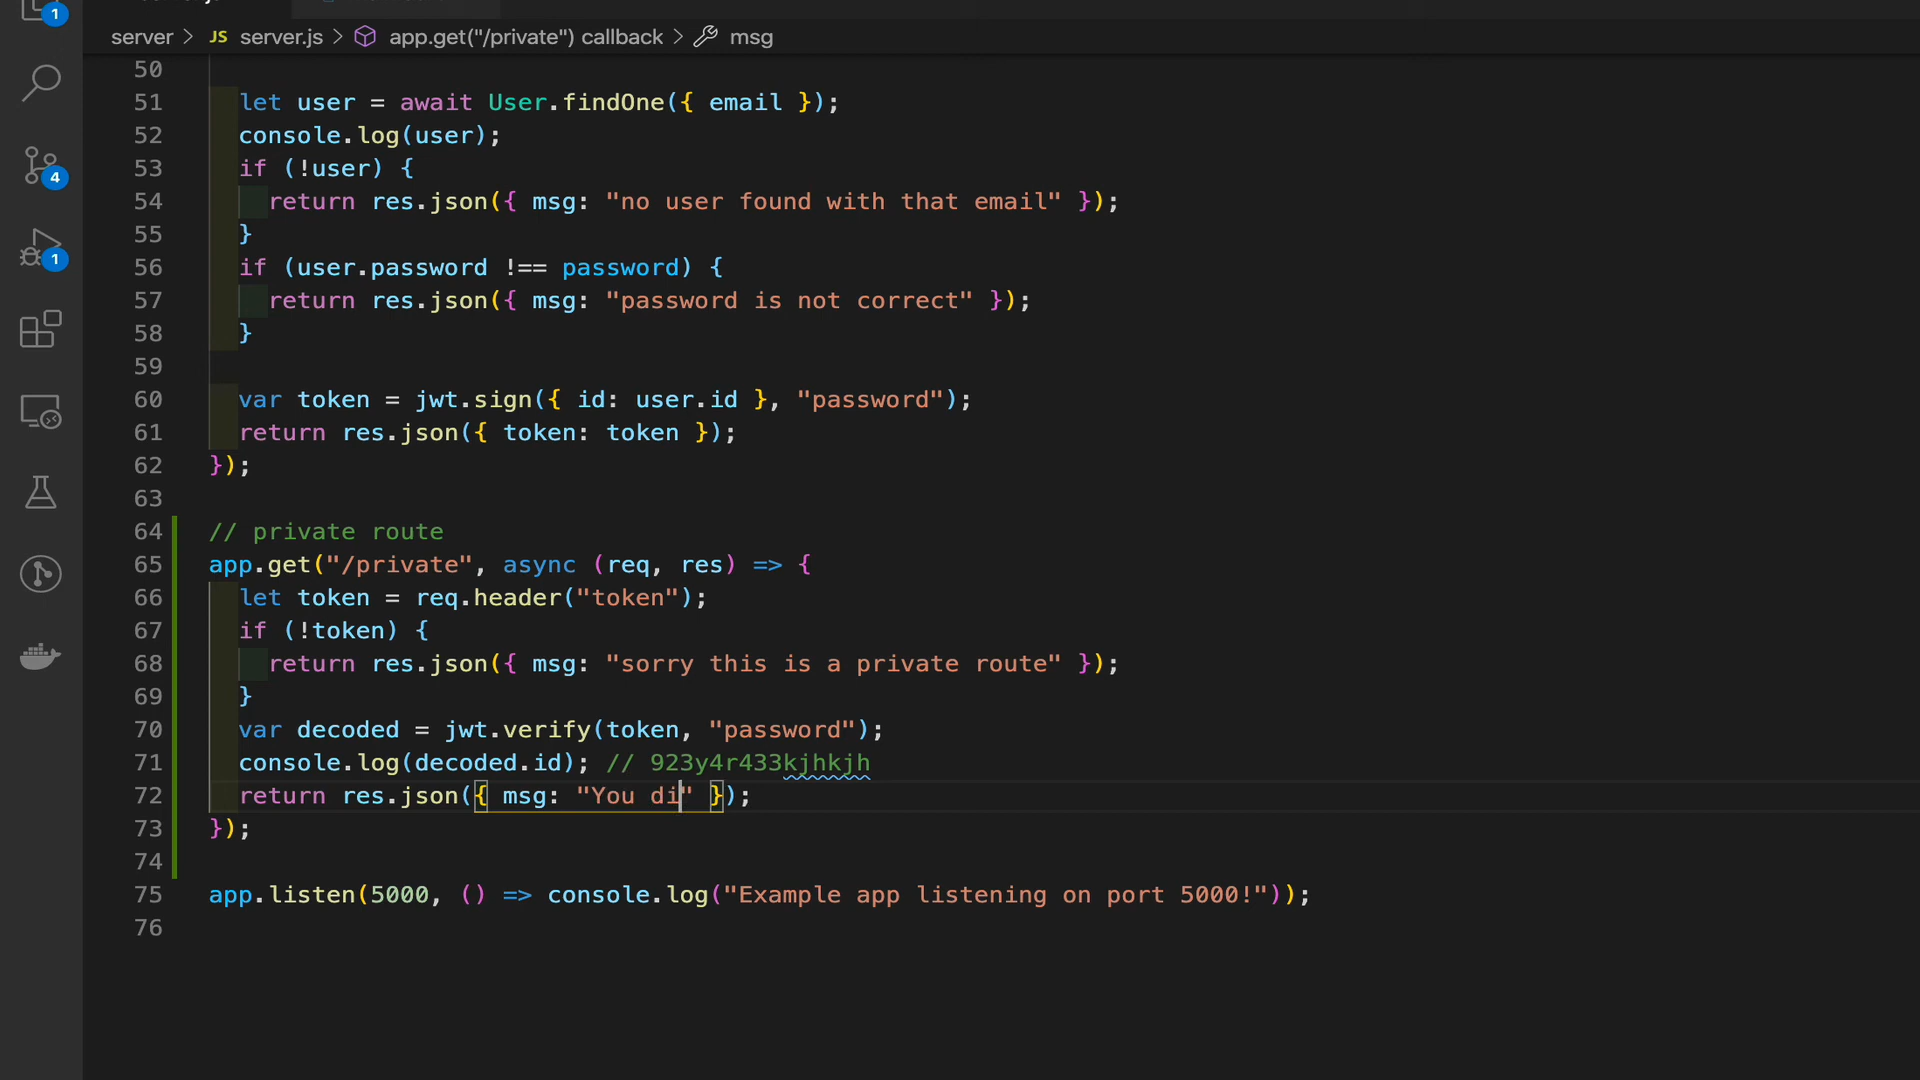 1
server > JS server.js > app.get("/private") callback > msg
50
51 let user = await User.findOne({ email });
52 console.log(user);
4
53 if (!user) {
54 return res.json({ msg: "no user found with that email" });
55 }
1
56 if (user.password !== password) {
57 return res.json({ msg: "password is not correct" });
58 }
59
60 var token = jwt.sign({ id: user.id }, "password");
61 return res.json({ token: token });
62 });
63
64 // private route
65 app.get("/private", async (req, res) => {
66 let token = req.header("token");
67 if (!token) {
68 return res.json({ msg: "sorry this is a private route" });
69 }
70 var decoded = jwt.verify(token, "password");
71 console.log(decoded.id); // 923y4r433kjhkjh
72 return res.json({ msg: "You di" });
73 });
74
75 app.listen(5000, () => console.log("Example app listening on port 5000!"));
76